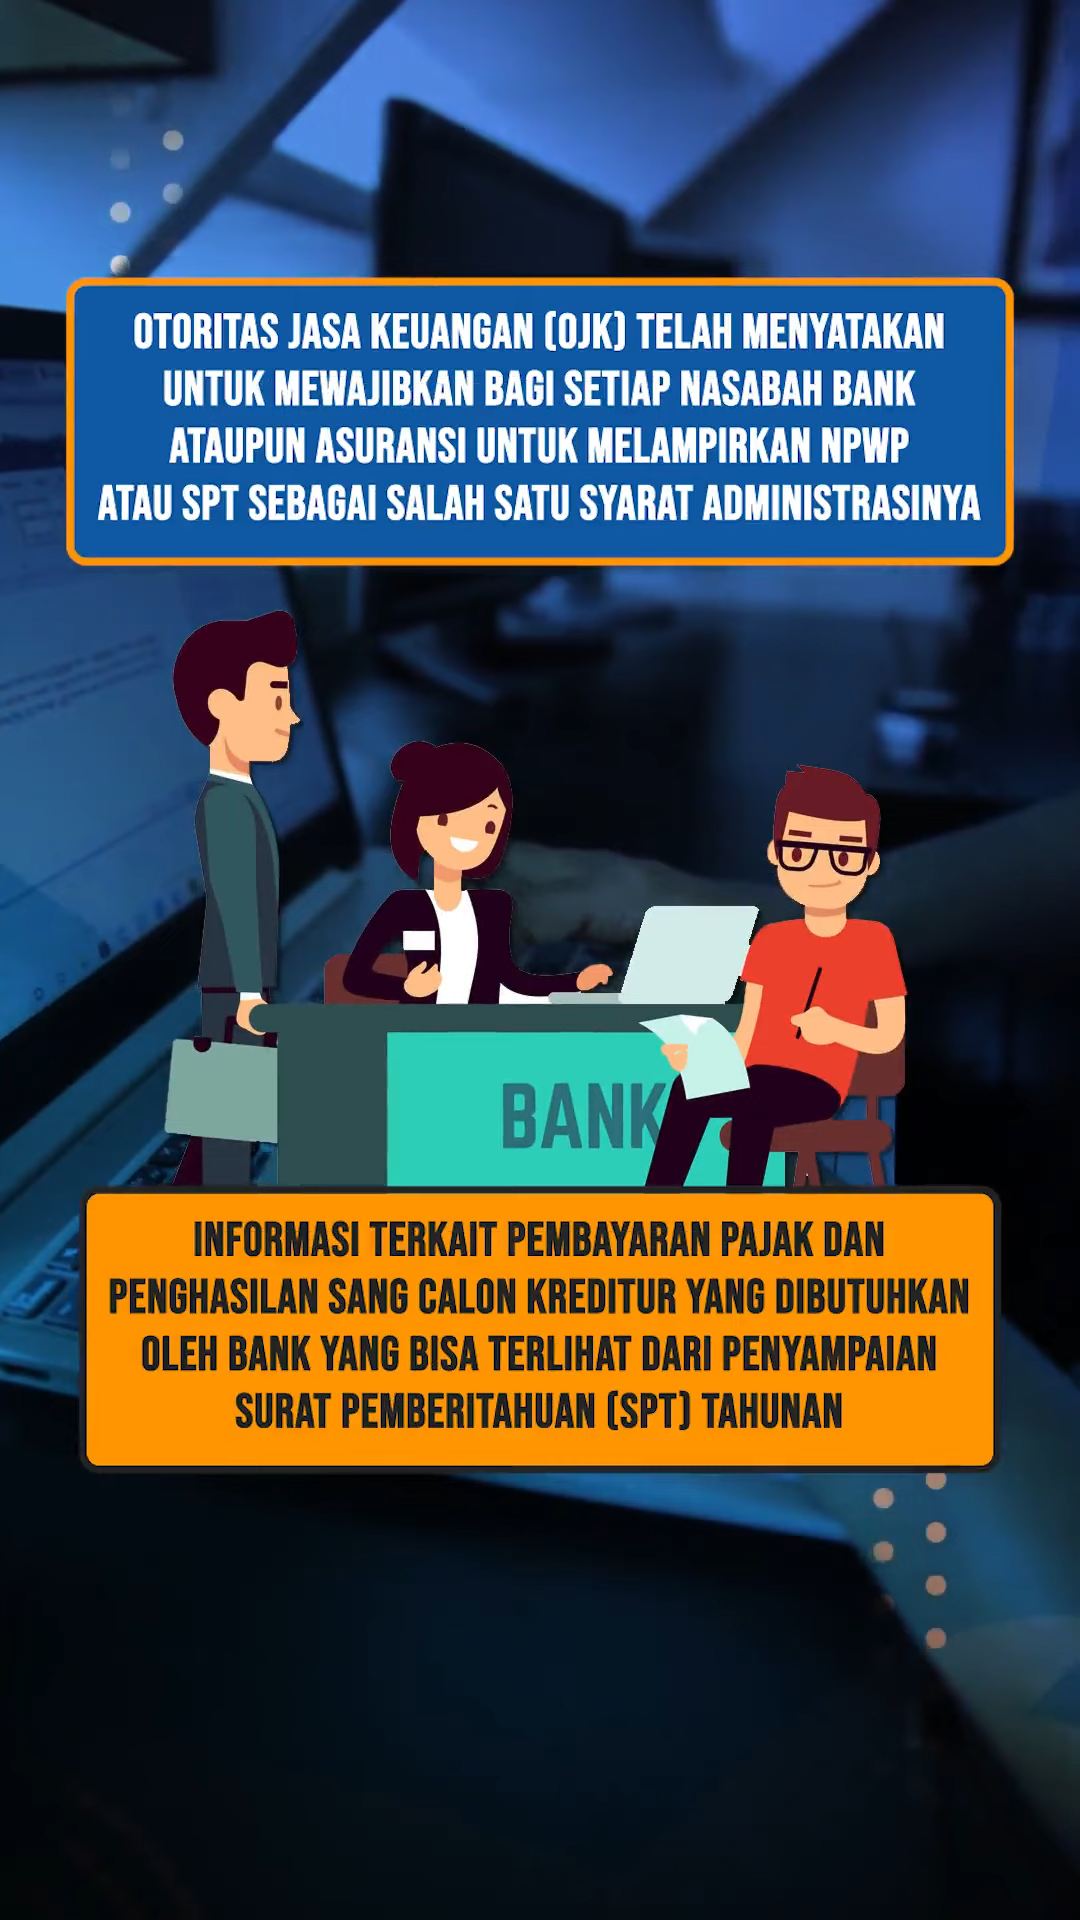 OTORITAS JASA KEUANGAN (OJK) TELAH MENYATAKAN
UNTUK MEWAJIBKAN BAGI SETIAP NASABAH BANK
ATAUPUN ASURANSI UNTUK MELAMPIRKAN NPWP
ATAU SPT SEBAGAI SALAH SATU SYARAT ADMINISTRASINYA
BANK
INFORMASI TERKAIT PEMBAYARAN PAJAK DAN
PENGHASILAN SANG CALON KREDITUR YANG DIBUTUHKAN
OLEH BANK YANG BISA TERLIHAT DARI PENYAMPAIAN
SURAT PEMBERITAHUAN (SPT) TAHUNAN